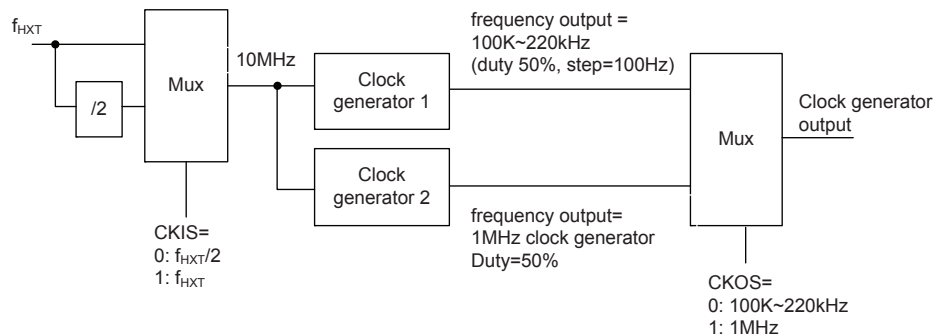 fHXT
/2
Mux
10MHz
CKIS=
0: fHXT/2
1: fHXT
Clock
generator 1
Clock
generator 2
frequency output =
100K~220kHz
(duty 50%, step=100Hz)
frequency output=
1MHz clock generator
Duty=50%
Mux
CKOS=
0: 100K~220kHz
1: 1MHz
Clock generator
output